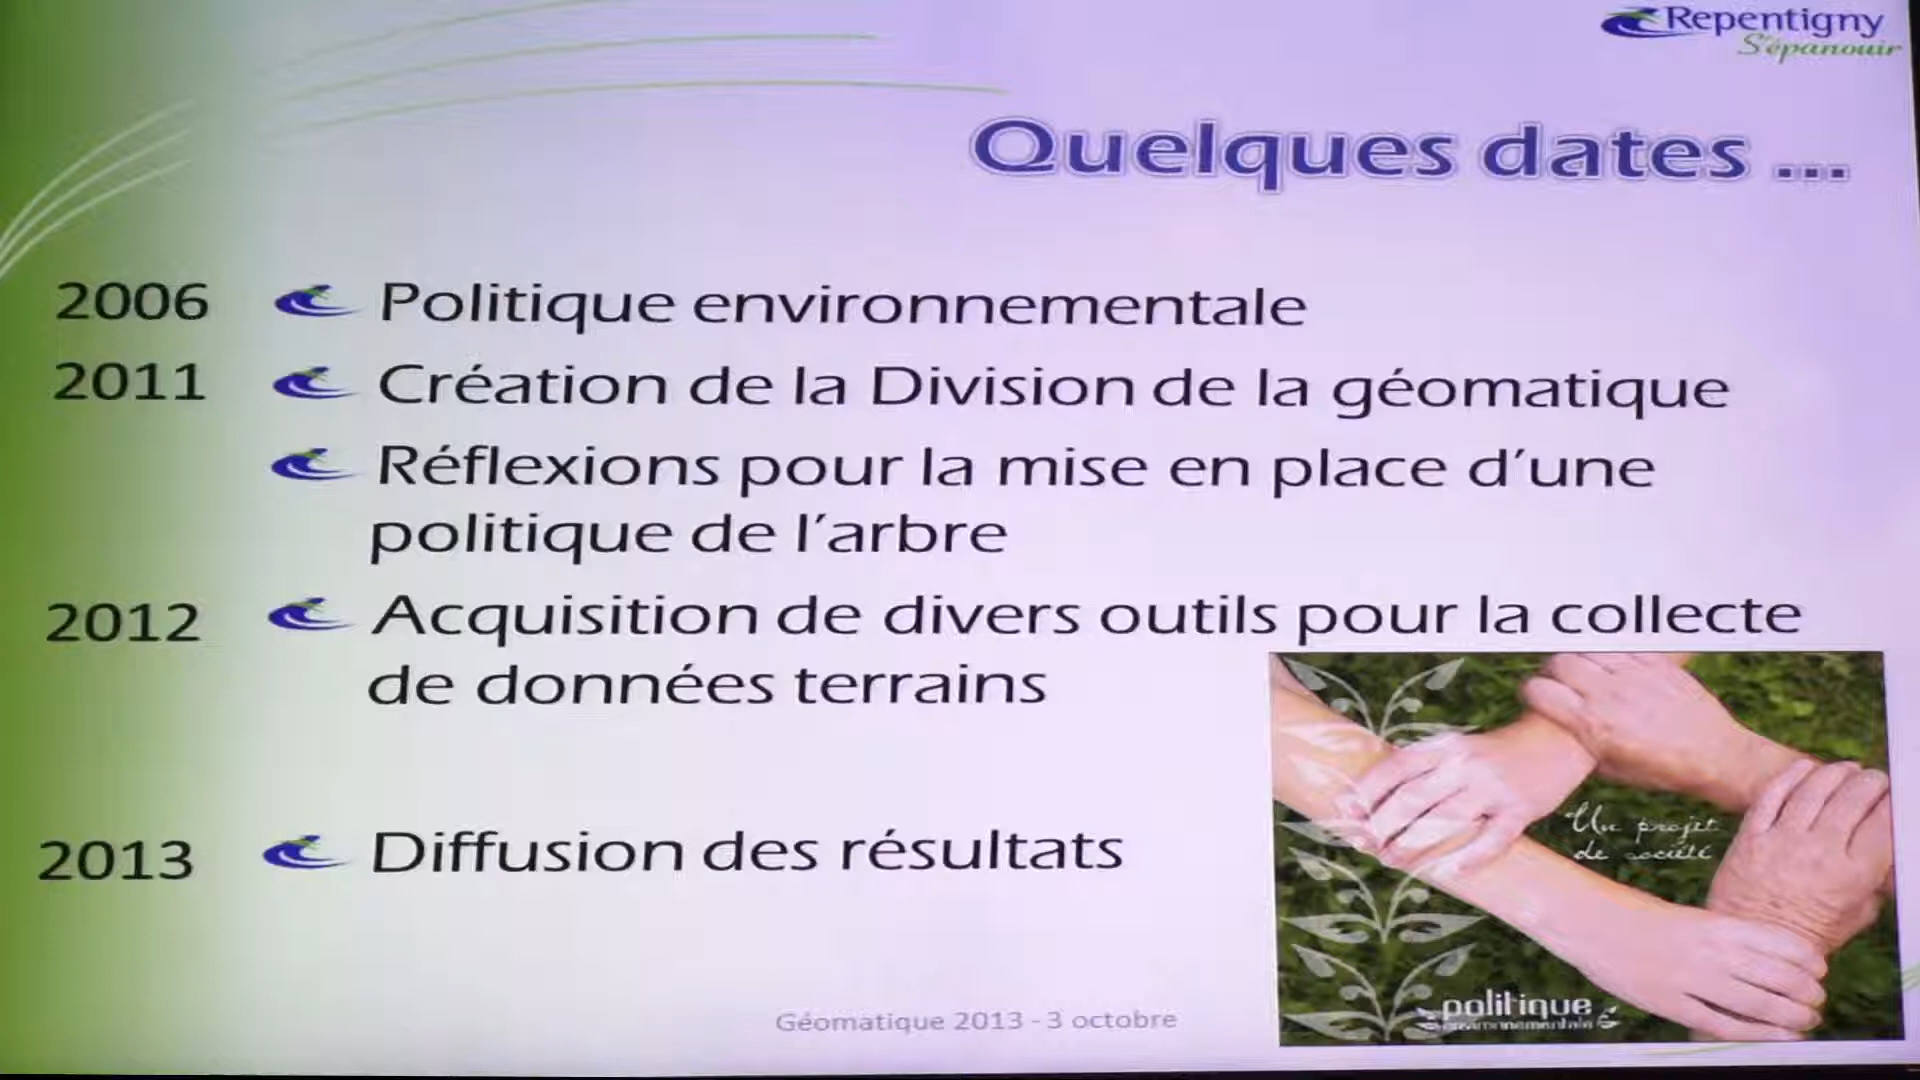 Repentigny
S'épanouir
Quelques dates ...
2006 Politique environnementale
2011 Création de la Division de la géomatique
Réflexions pour la mise en place d'une
politique de l'arbre
2012 Acquisition de divers outils pour la collecte
de données terrains
Un projet
de société
2013 Diffusion des résultats
politique
environnementale
Géomatique 2013 - 3 octobre